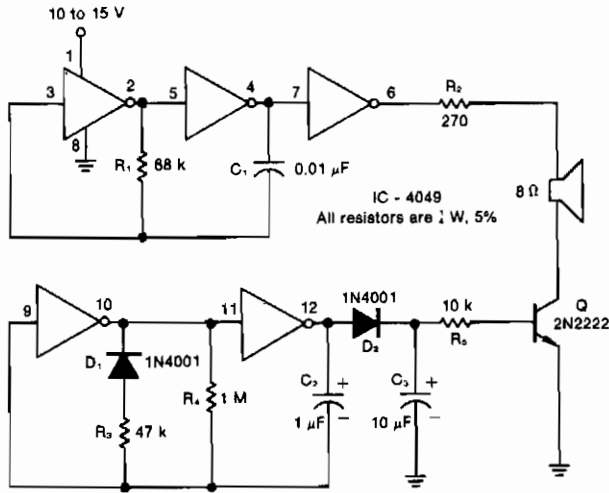 10 to 15 V
1
3
2
5
4
7
6
R₂
270
8
R₁
68 k
C₁
0.01 µF
8 Ω
IC - 4049
All resistors are ¼ W, 5%
9
10
11
12
1N4001
D₂
10 k
R₅
Q
2N2222
D₁
1N4001
R₃
47 k
R₄
1 M
C₂
+
1 µF
−
C₃
+
10 µF
−